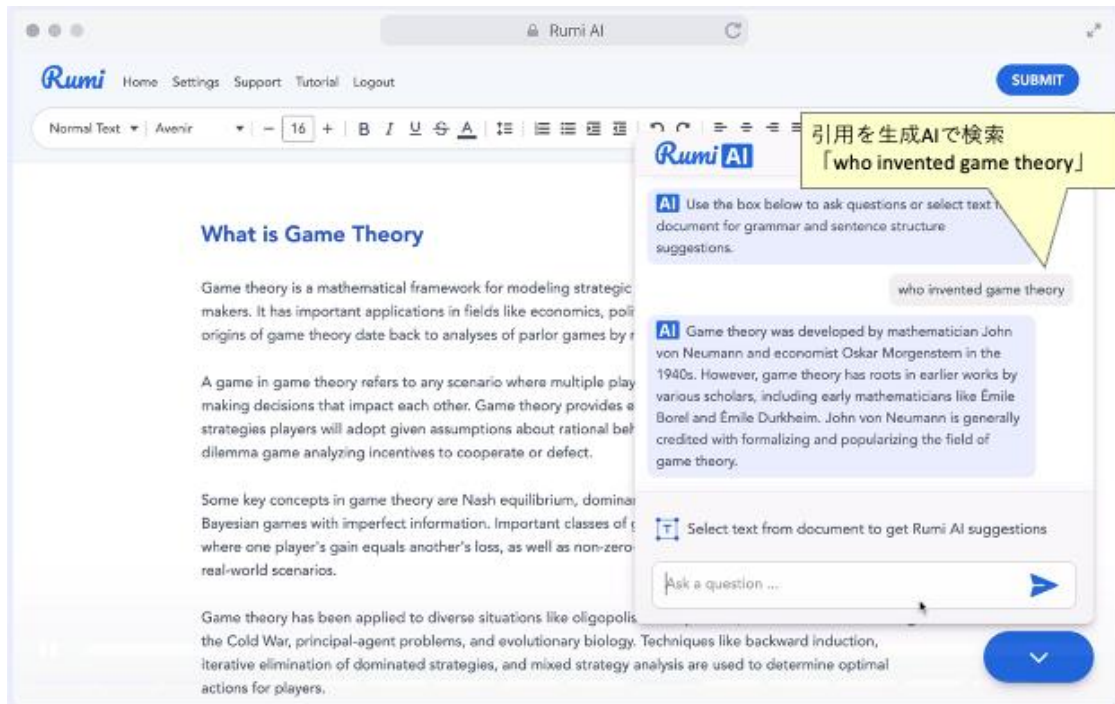 Rumi AI
Rumi Home Settings Support Tutorial Logout
SUBMIT
Normal Text Avenir - 16 + B I U S A
引用を生成AIで検索
「who invented game theory」
Rumi AI
AI Use the box below to ask questions or select text
document for grammar and sentence structure
suggestions.
who invented game theory
AI Game theory was developed by mathematician John
von Neumann and economist Oskar Morgenstern in the
1940s. However, game theory has roots in earlier works by
various scholars, including early mathematicians like Émile
Borel and Émile Durkheim. John von Neumann is generally
credited with formalizing and popularizing the field of
game theory.
Select text from document to get Rumi AI suggestions
Ask a question ...
What is Game Theory
Game theory is a mathematical framework for modeling strategic
makers. It has important applications in fields like economics,
origins of game theory date back to analyses of parlor games by
A game in game theory refers to any scenario where multiple
making decisions that impact each other. Game theory provides
strategies players will adopt given assumptions about rational
dilemma game analyzing incentives to cooperate or defect.
Some key concepts in game theory are Nash equilibrium,
Bayesian games with imperfect information. Important classes of
where one player's gain equals another's loss, as well as non-zero
real-world scenarios.
Game theory has been applied to diverse situations like
the Cold War, principal-agent problems, and evolutionary biology. Techniques like backward induction,
iterative elimination of dominated strategies, and mixed strategy analysis are used to determine optimal
actions for players.